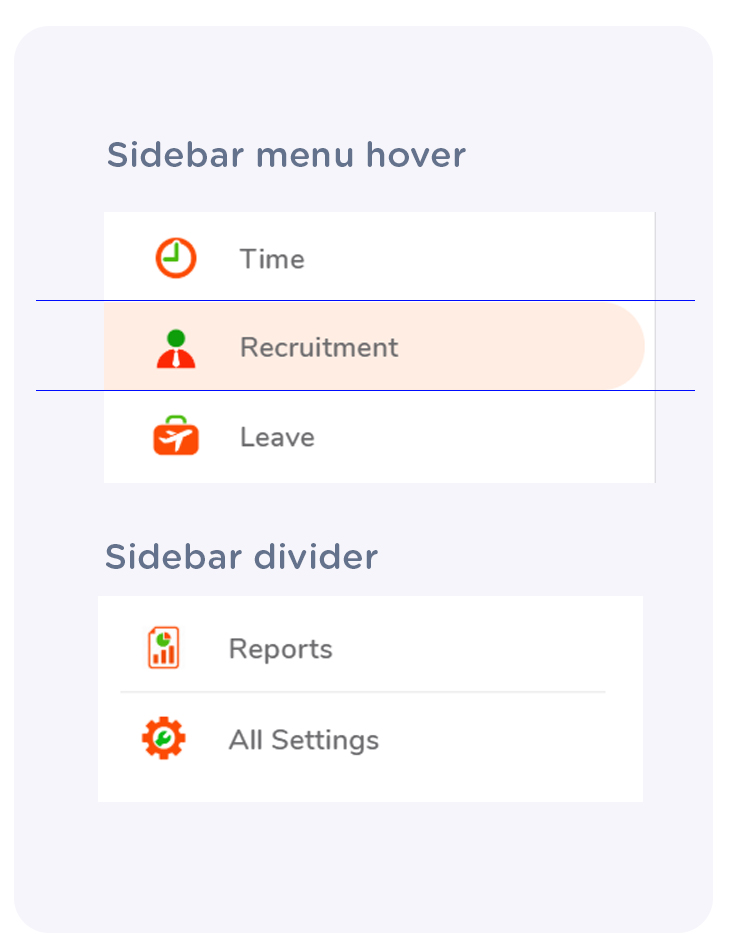 Sidebar menu hover
Time
Recruitment
Leave
Sidebar divider
Reports
All Settings